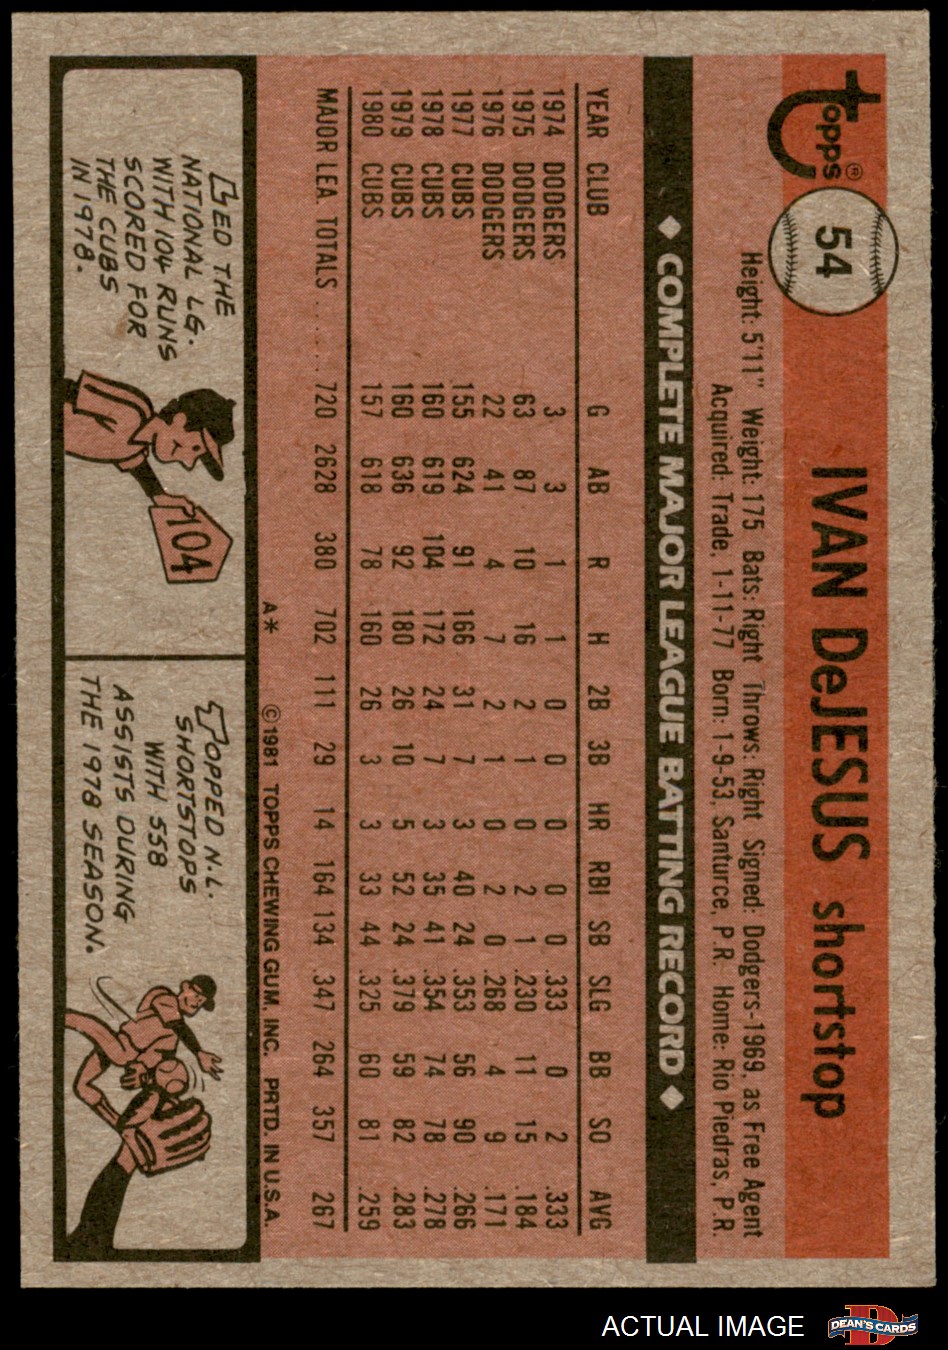 Topps®
54
IVAN DeJESUS shortstop
Height: 5'11" Weight: 175 Bats: Right Throws: Right Signed: Dodgers-1969, as Free Agent
Acquired: Trade, 1-11-77 Born: 1-9-53, Santurce, P.R. Home: Rio Piedras, P.R.
◆ COMPLETE MAJOR LEAGUE BATTING RECORD ◆
YEAR CLUB G AB R H 2B 3B HR RBI SB SLG BB SO AVG
1974 DODGERS 3 3 1 1 0 0 0 0 0 .333 0 2 .333
1975 DODGERS 63 87 10 16 2 1 0 2 1 .230 11 15 .184
1976 DODGERS 22 41 4 7 2 1 0 2 0 .268 4 9 .171
1977 CUBS 155 624 91 166 31 7 3 40 24 .353 56 90 .266
1978 CUBS 160 619 104 172 24 7 3 35 41 .354 74 78 .278
1979 CUBS 160 636 92 180 26 10 5 52 24 .379 59 82 .283
1980 CUBS 157 618 78 160 26 3 3 33 44 .325 60 81 .259
MAJOR LEA. TOTALS ...... 720 2628 380 702 111 29 14 164 134 .347 264 357 .267
A* ©1981 TOPPS CHEWING GUM, INC. PRTD. IN U.S.A.
LED THE
NATIONAL LG.
WITH 104 RUNS
SCORED FOR
THE CUBS
IN 1978.
104
TOPPED N.L.
SHORTSTOPS
WITH 558
ASSISTS DURING
THE 1978 SEASON.
ACTUAL IMAGE
D
DEAN'S CARDS